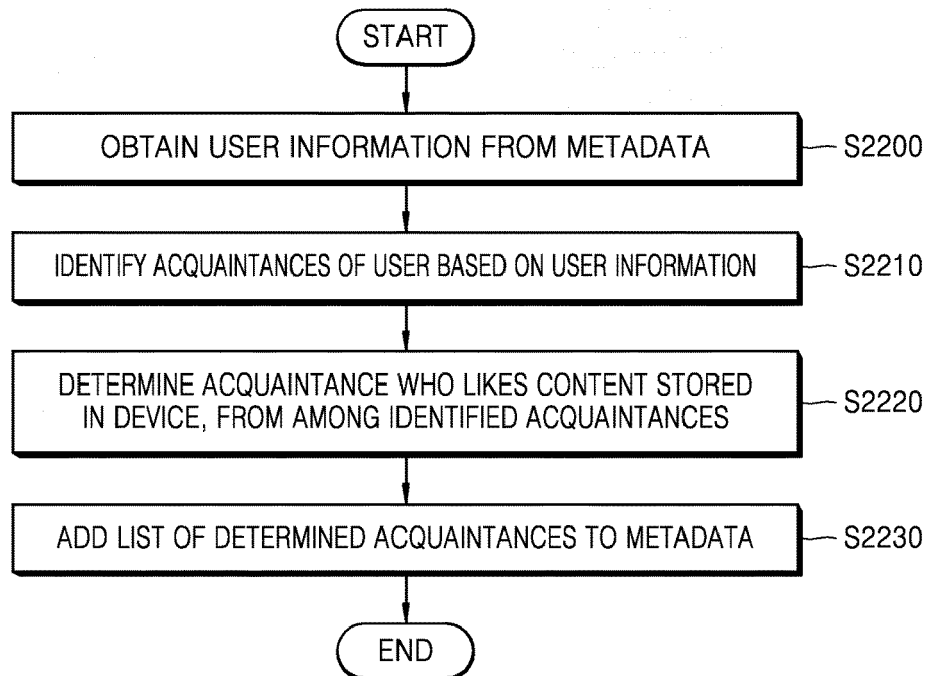 START
OBTAIN USER INFORMATION FROM METADATA
S2200
IDENTIFY ACQUAINTANCES OF USER BASED ON USER INFORMATION
S2210
DETERMINE ACQUAINTANCE WHO LIKES CONTENT STORED
IN DEVICE, FROM AMONG IDENTIFIED ACQUAINTANCES
S2220
ADD LIST OF DETERMINED ACQUAINTANCES TO METADATA
S2230
END